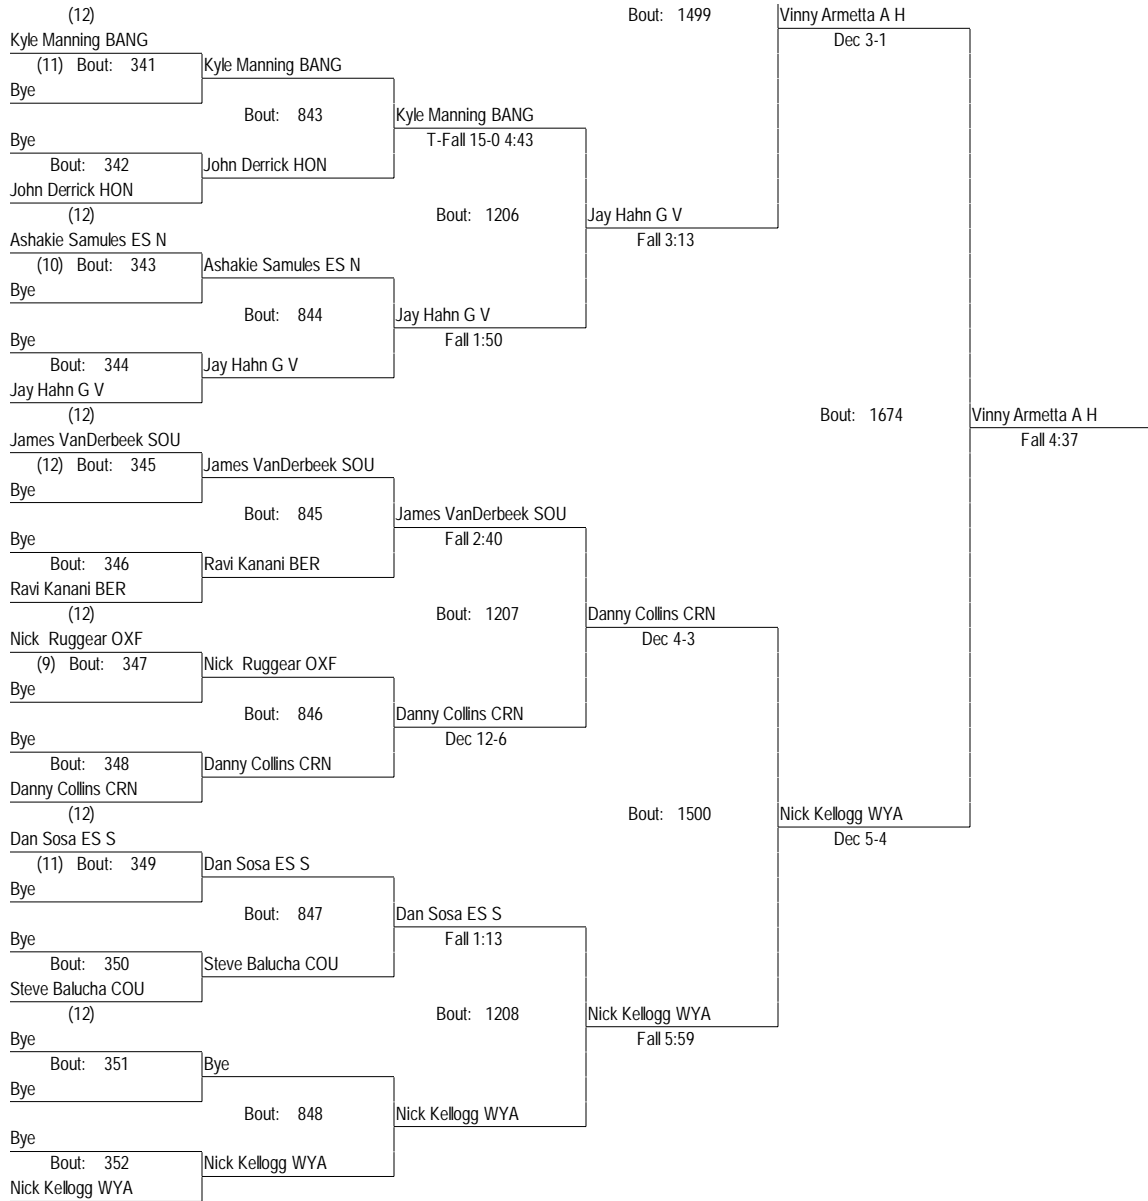 (12) Bout: 1499 Vinny Armetta A H
Kyle Manning BANG Dec 3-1
(11) Bout: 341 Kyle Manning BANG
Bye
Bout: 843 Kyle Manning BANG
Bye T-Fall 15-0 4:43
Bout: 342 John Derrick HON
John Derrick HON
(12) Bout: 1206 Jay Hahn G V
Ashakie Samules ES N Fall 3:13
(10) Bout: 343 Ashakie Samules ES N
Bye
Bout: 844 Jay Hahn G V
Bye Fall 1:50
Bout: 344 Jay Hahn G V
Jay Hahn G V
(12) Bout: 1674 Vinny Armetta A H
James VanDerbeek SOU Fall 4:37
(12) Bout: 345 James VanDerbeek SOU
Bye
Bout: 845 James VanDerbeek SOU
Bye Fall 2:40
Bout: 346 Ravi Kanani BER
Ravi Kanani BER
(12) Bout: 1207 Danny Collins CRN
Nick Ruggear OXF Dec 4-3
(9) Bout: 347 Nick Ruggear OXF
Bye
Bout: 846 Danny Collins CRN
Bye Dec 12-6
Bout: 348 Danny Collins CRN
Danny Collins CRN
(12) Bout: 1500 Nick Kellogg WYA
Dan Sosa ES S Dec 5-4
(11) Bout: 349 Dan Sosa ES S
Bye
Bout: 847 Dan Sosa ES S
Bye Fall 1:13
Bout: 350 Steve Balucha COU
Steve Balucha COU
(12) Bout: 1208 Nick Kellogg WYA
Bye Fall 5:59
Bout: 351 Bye
Bye
Bout: 848 Nick Kellogg WYA
Bye
Bout: 352 Nick Kellogg WYA
Nick Kellogg WYA